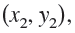 (x₂, y₂),